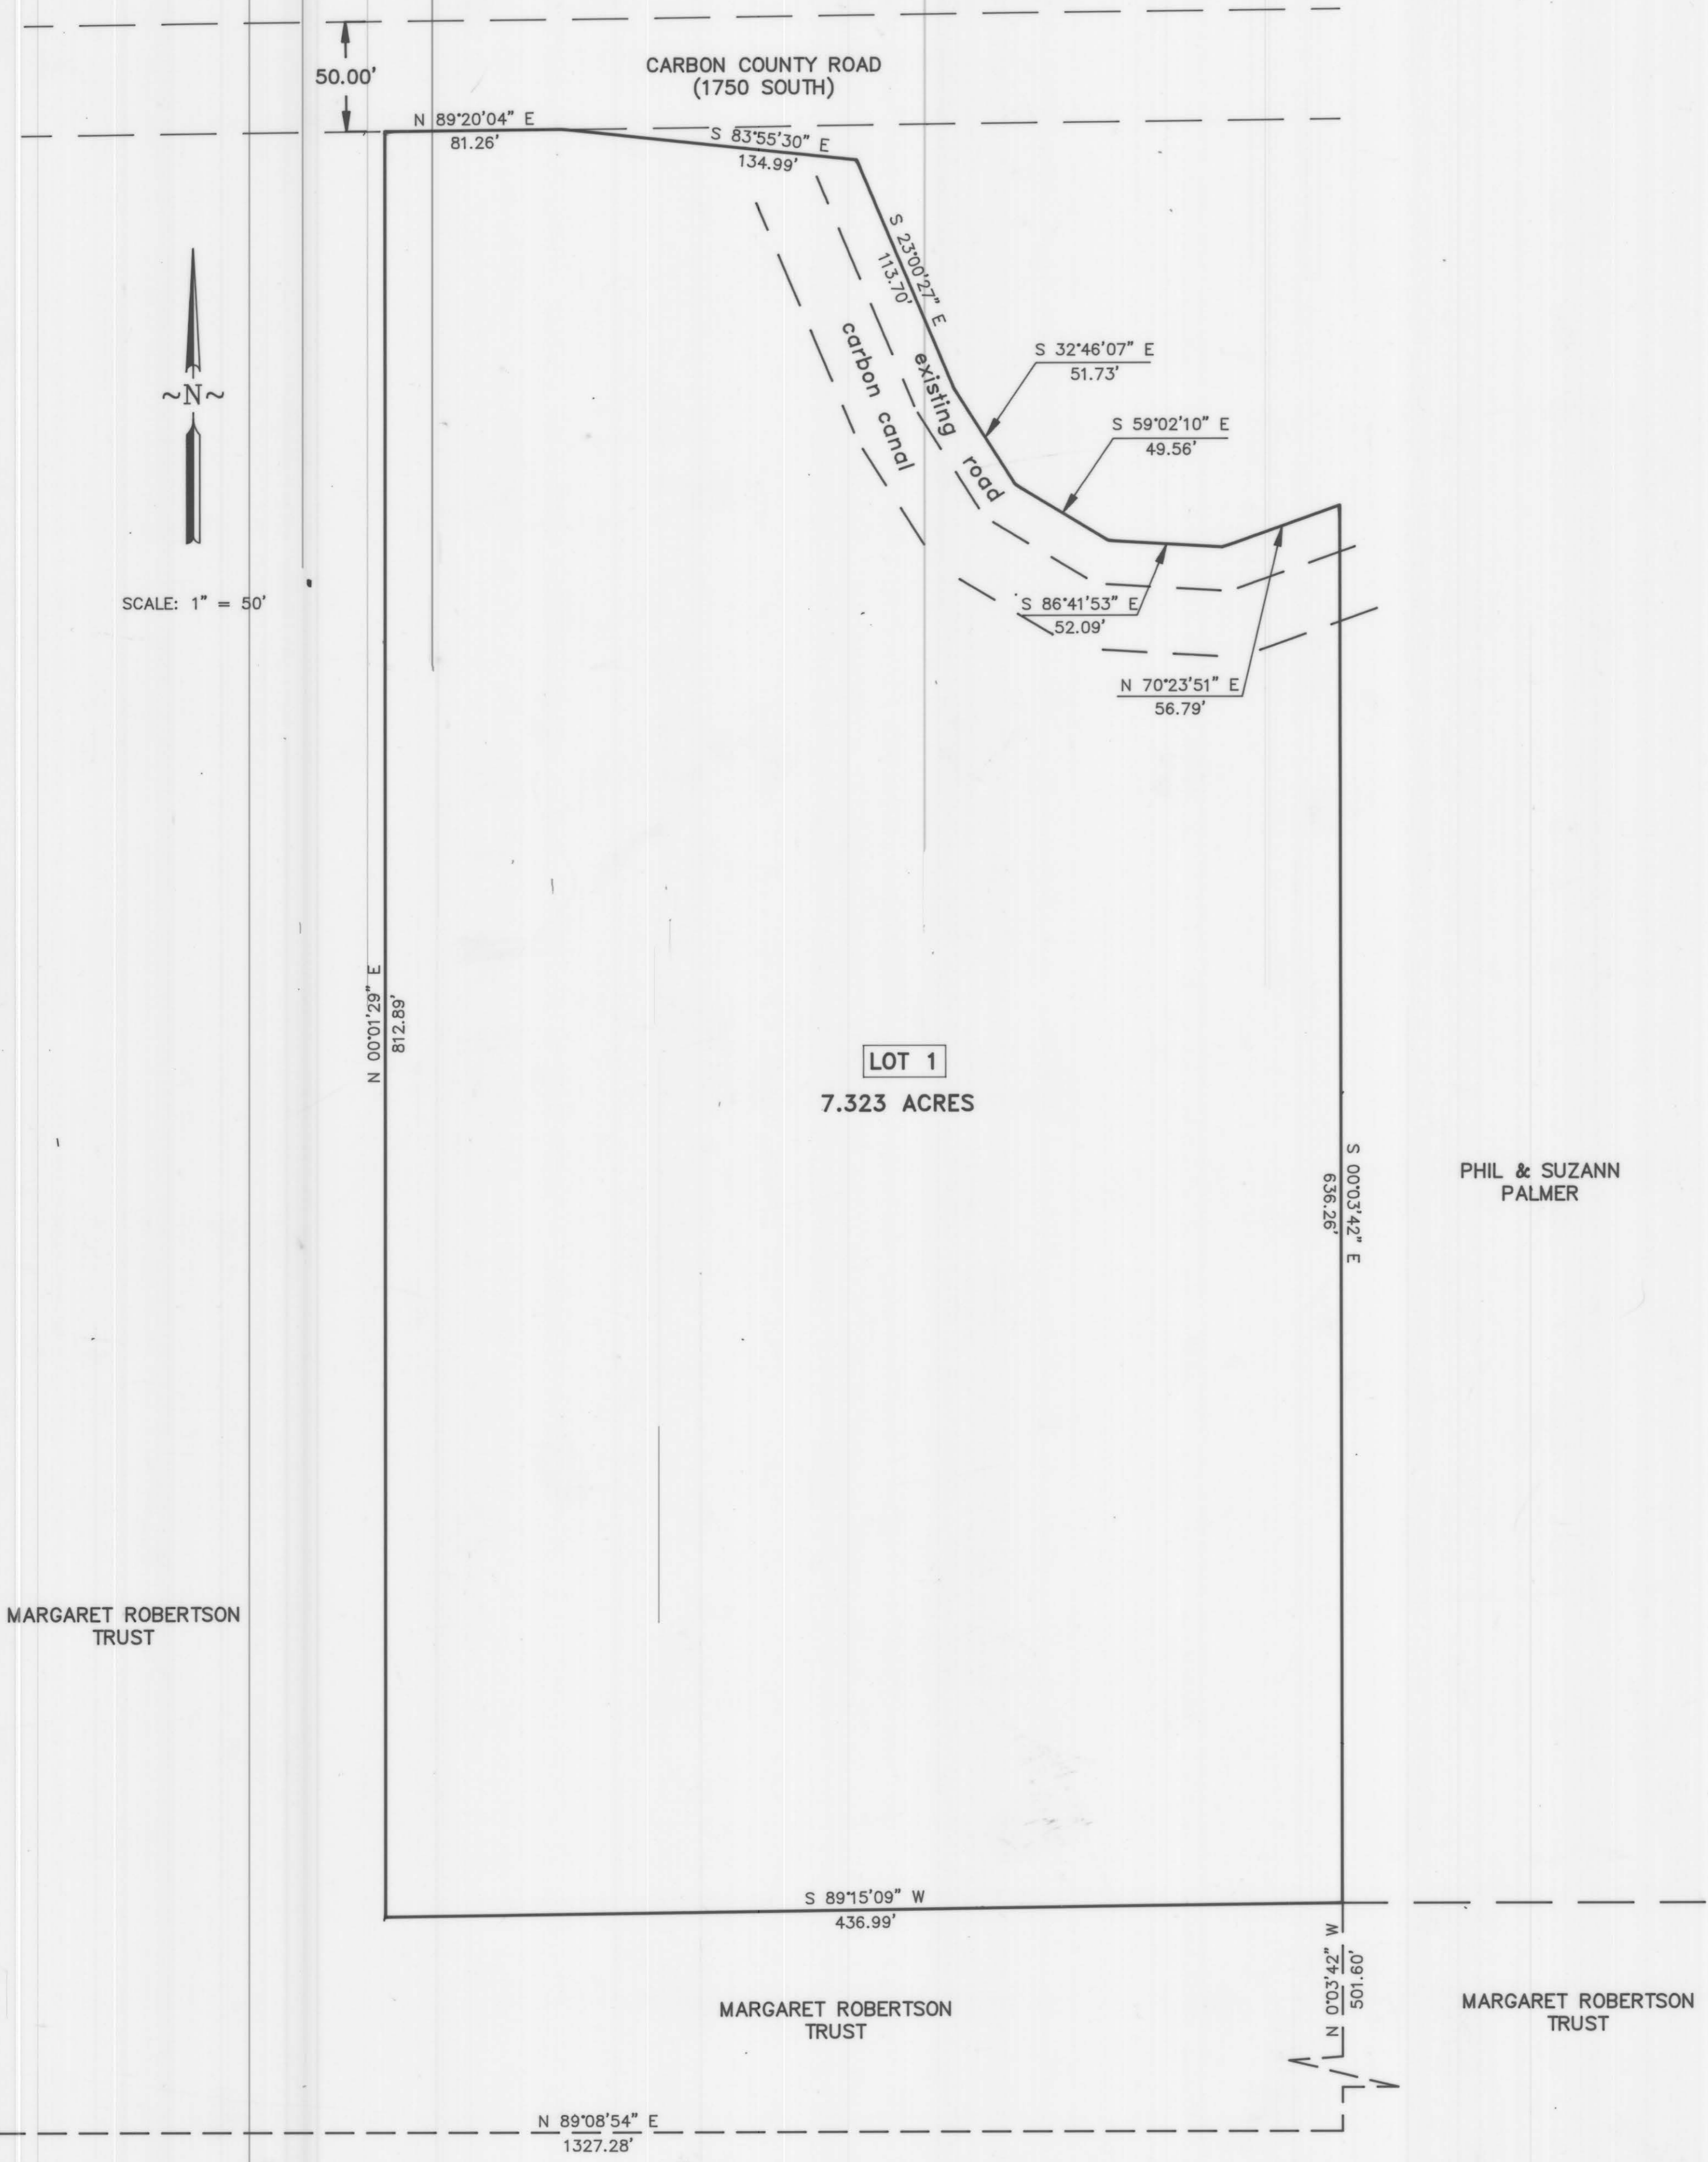 50.00'
CARBON COUNTY ROAD
(1750 SOUTH)
N 89°20'04" E
81.26'
S 83°55'30" E
134.99'
S 23°00'27" E
113.70'
S 32°46'07" E
51.73'
S 59°02'10" E
49.56'
carbon canal
existing road
~N~
SCALE: 1" = 50'
S 86°41'53" E
52.09'
N 70°23'51" E
56.79'
N 00°01'29" E
812.89'
LOT 1
7.323 ACRES
S 00°03'42" E
636.26'
PHIL & SUZANN
PALMER
MARGARET ROBERTSON
TRUST
S 89°15'09" W
436.99'
N 0°03'42" W
501.60'
MARGARET ROBERTSON
TRUST
MARGARET ROBERTSON
TRUST
N 89°08'54" E
1327.28'